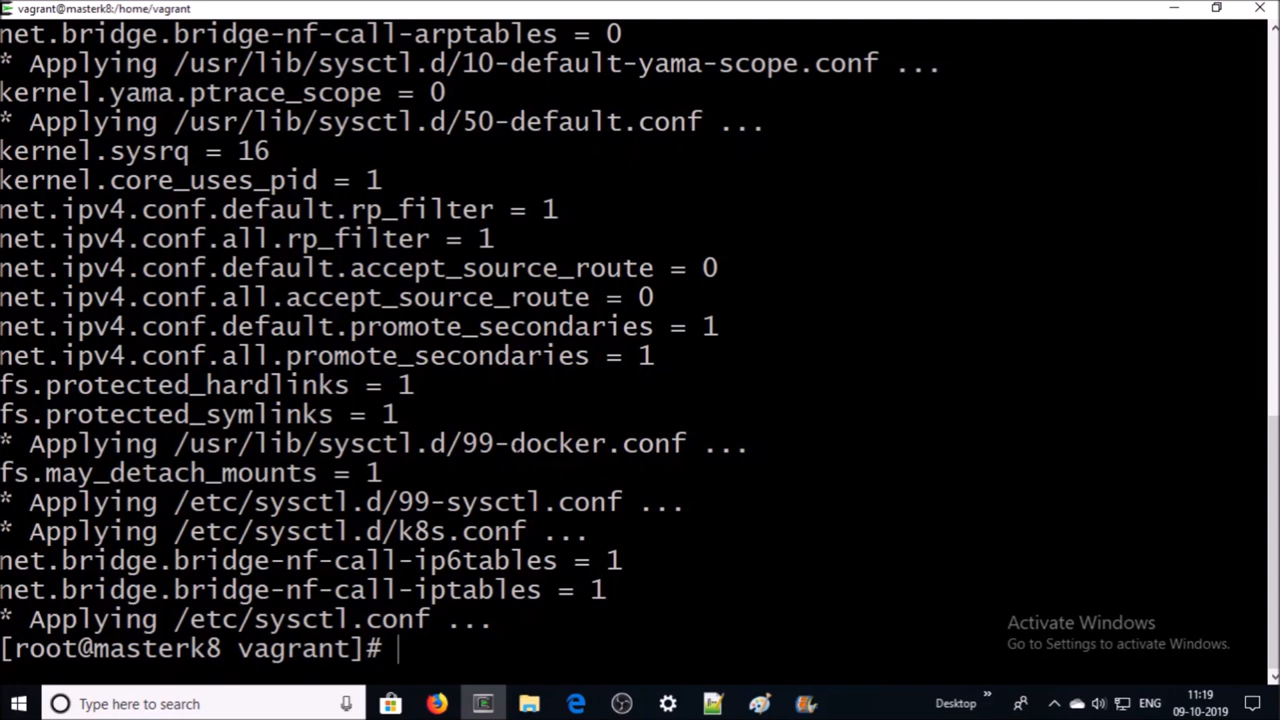 vagrant@masterk8:/home/vagrant
net.bridge.bridge-nf-call-arptables = 0
* Applying /usr/lib/sysctl.d/10-default-yama-scope.conf ...
kernel.yama.ptrace_scope = 0
* Applying /usr/lib/sysctl.d/50-default.conf ...
kernel.sysrq = 16
kernel.core_uses_pid = 1
net.ipv4.conf.default.rp_filter = 1
net.ipv4.conf.all.rp_filter = 1
net.ipv4.conf.default.accept_source_route = 0
net.ipv4.conf.all.accept_source_route = 0
net.ipv4.conf.default.promote_secondaries = 1
net.ipv4.conf.all.promote_secondaries = 1
fs.protected_hardlinks = 1
fs.protected_symlinks = 1
* Applying /usr/lib/sysctl.d/99-docker.conf ...
fs.may_detach_mounts = 1
* Applying /etc/sysctl.d/99-sysctl.conf ...
* Applying /etc/sysctl.d/k8s.conf ...
net.bridge.bridge-nf-call-ip6tables = 1
net.bridge.bridge-nf-call-iptables = 1
* Applying /etc/sysctl.conf ...
[root@masterk8 vagrant]#
Activate Windows
Go to Settings to activate Windows.
Type here to search
Desktop
ENG
11:19
09-10-2019